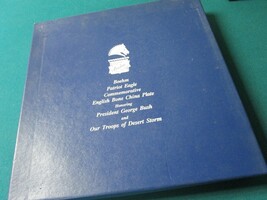 Boehm
Patriot Eagle
Commemorative
English Bone China Plate
Honoring
President George Bush
and
Our Troops of Desert Storm